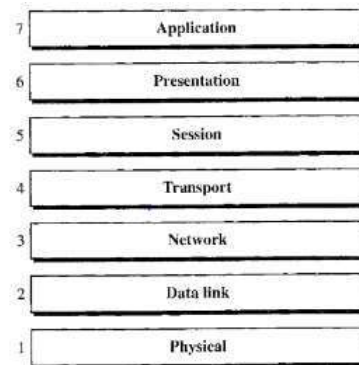 7 Application
6 Presentation
5 Session
4 Transport
3 Network
2 Data link
1 Physical